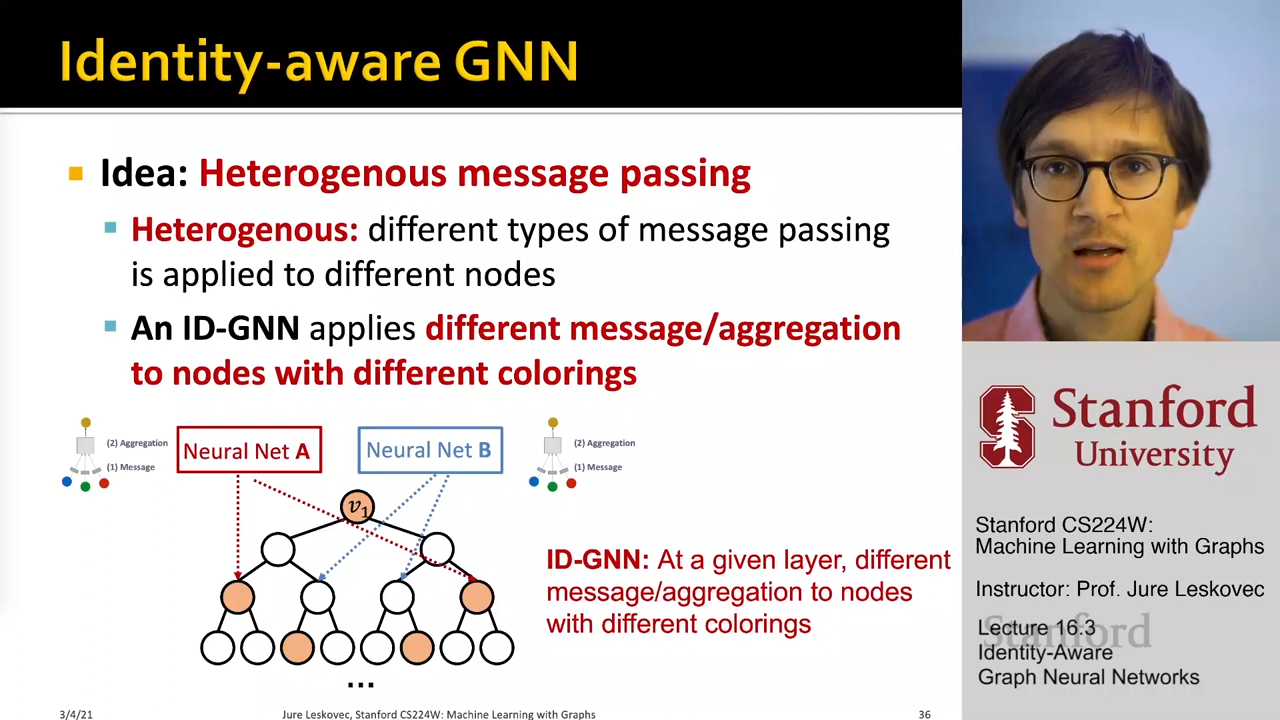 Identity-aware GNN
Idea: Heterogenous message passing
Heterogenous: different types of message passing
is applied to different nodes
An ID-GNN applies different message/aggregation
to nodes with different colorings
(2) Aggregation
(1) Message
Neural Net A
Neural Net B
(2) Aggregation
(1) Message
v₁
ID-GNN: At a given layer, different
message/aggregation to nodes
with different colorings
...
3/4/21
Jure Leskovec, Stanford CS224W: Machine Learning with Graphs
36
Stanford
University
Stanford CS224W:
Machine Learning with Graphs
Instructor: Prof. Jure Leskovec
Stanford
Lecture 16.3
Identity-Aware
Graph Neural Networks